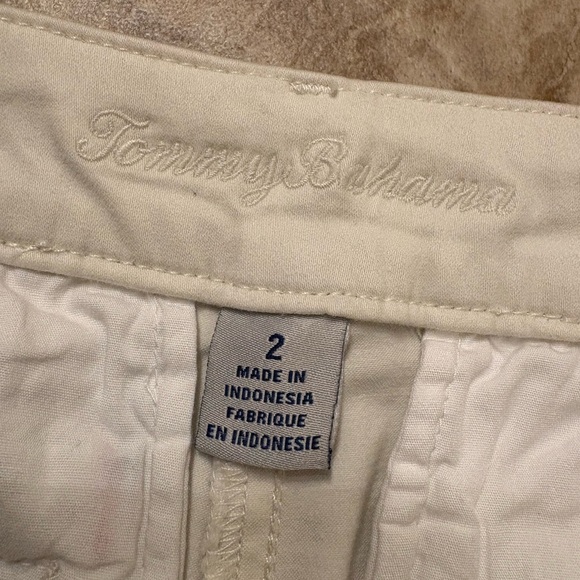 Tommy Bahama
2
MADE IN
INDONESIA
FABRIQUE
EN INDONESIE